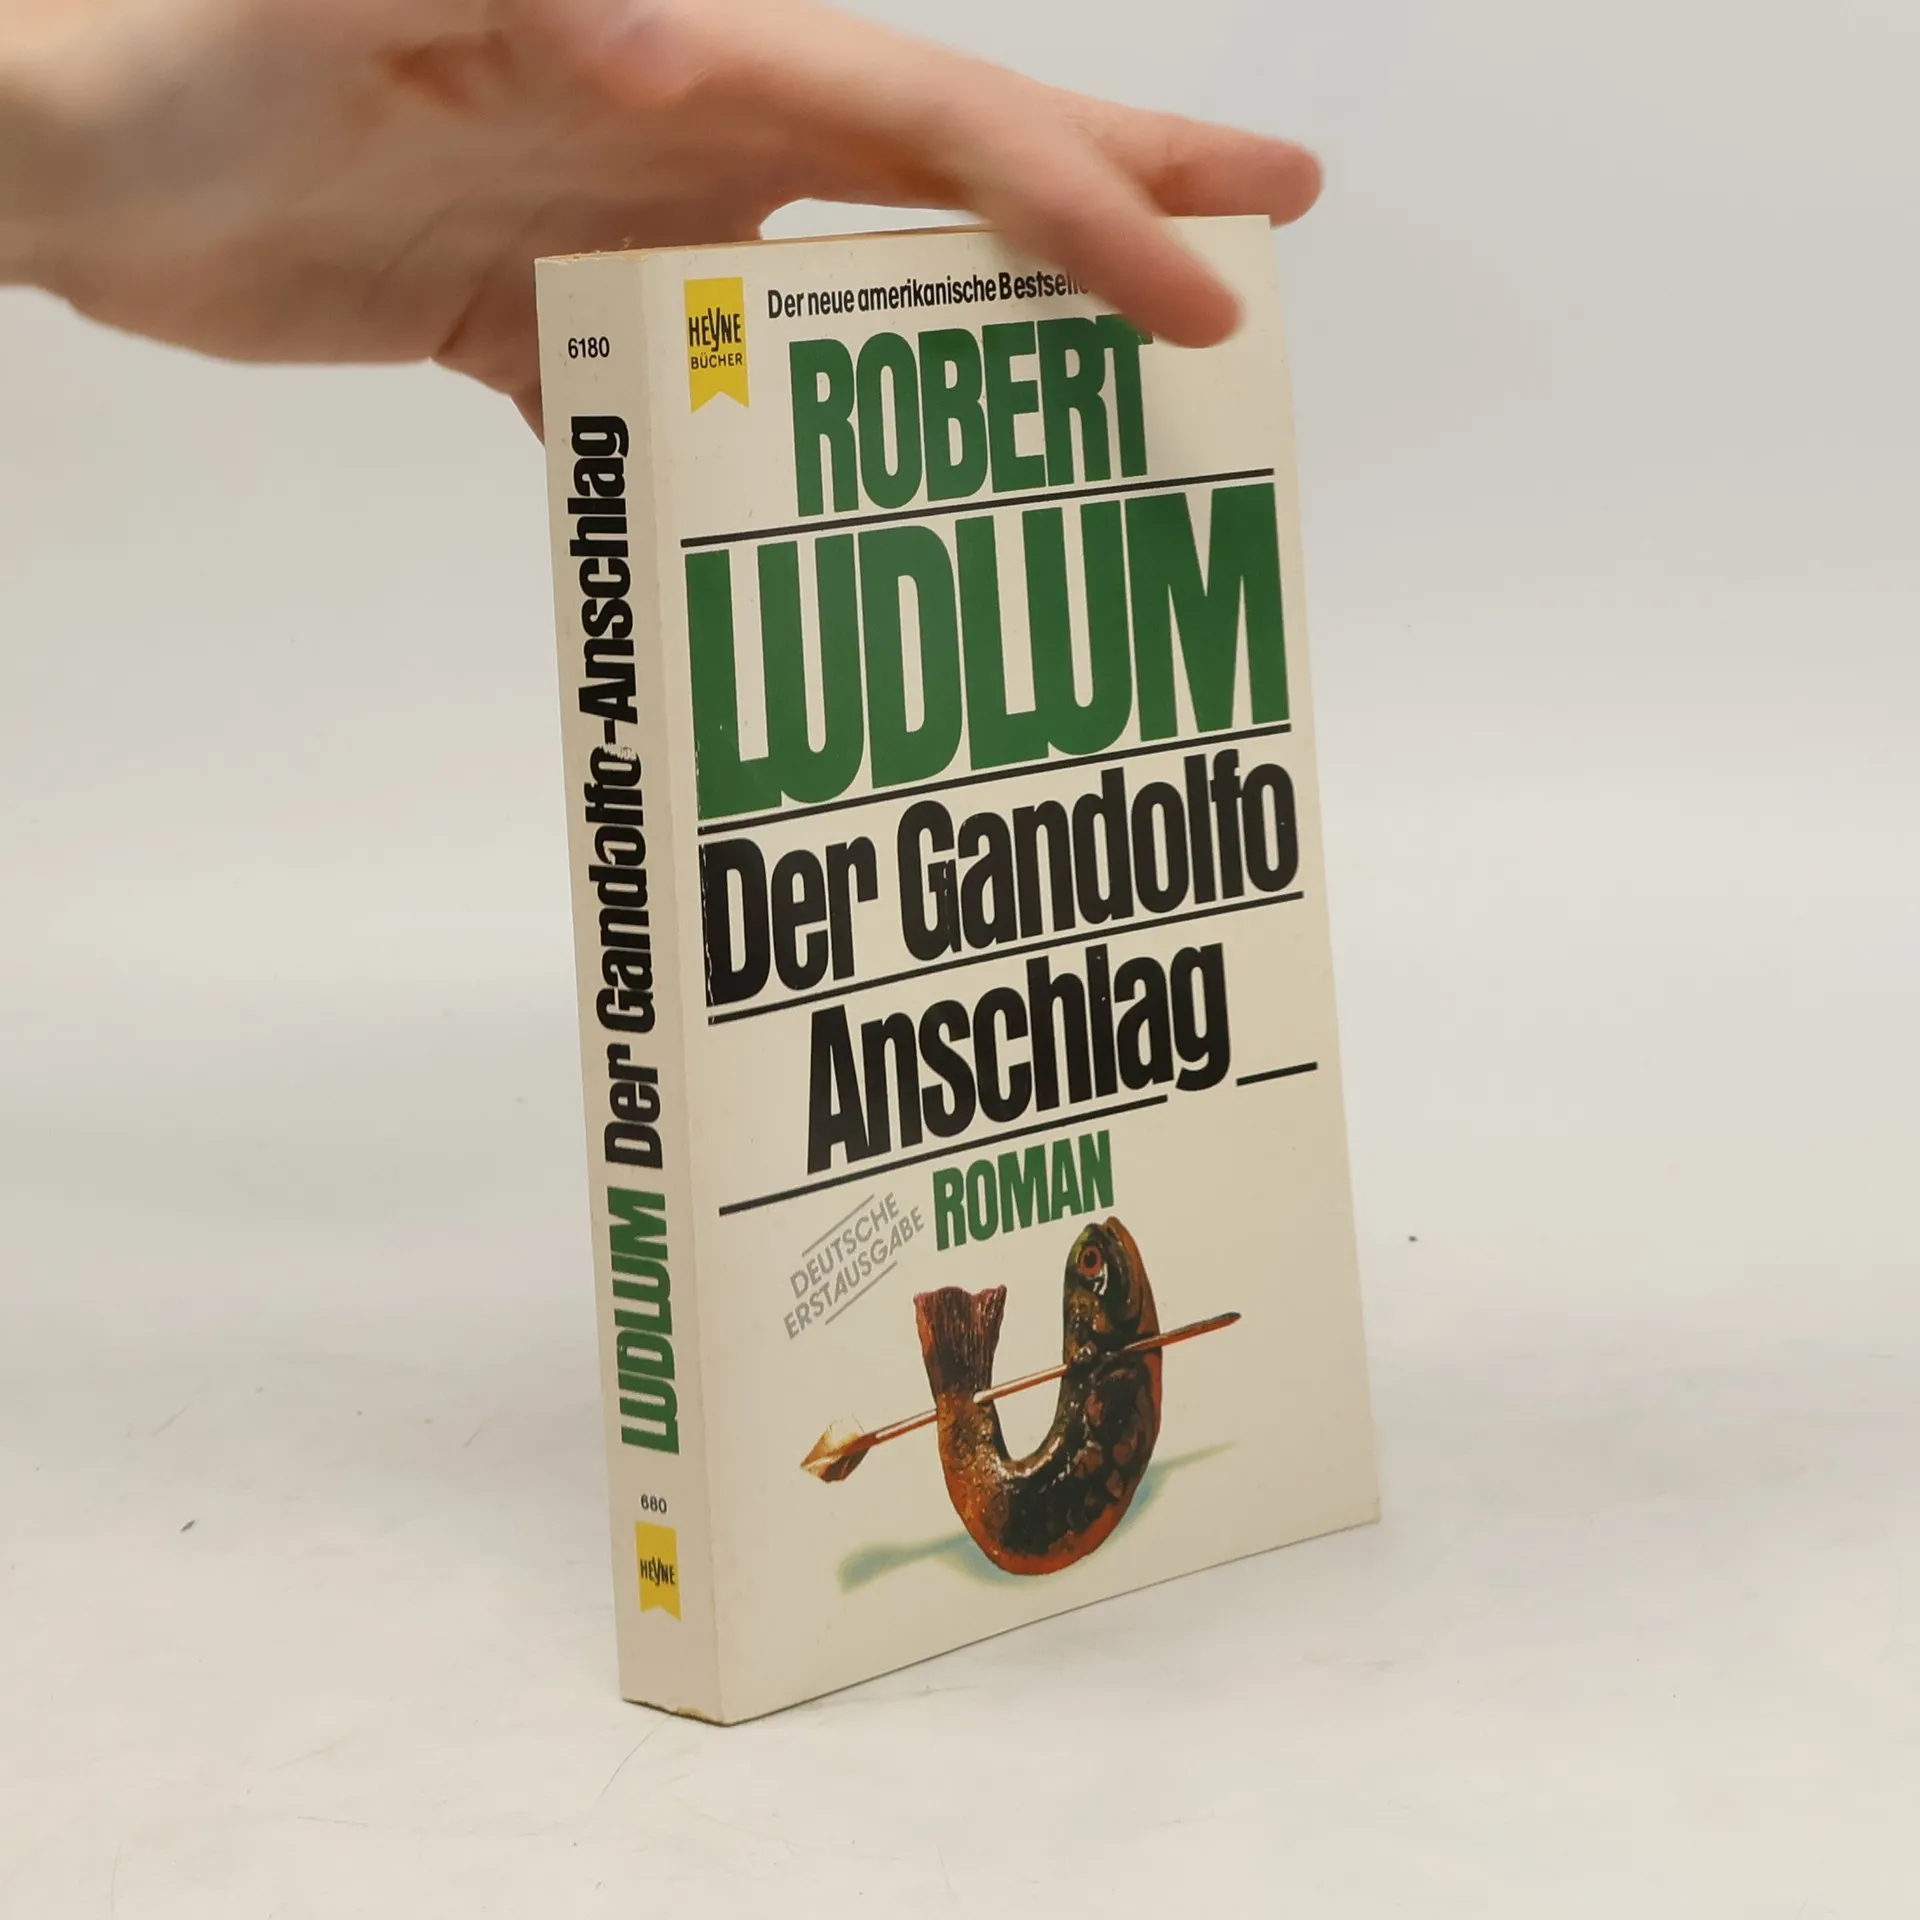 6180
Der Gandolfo-Anschlag
LUDLUM
680
HEYNE
HEYNE
BÜCHER
Der neue amerikanische
ROBERT
LUDLUM
Der Gandolfo
Anschlag
ROMAN
DEUTSCHE
ERSTAUSGABE